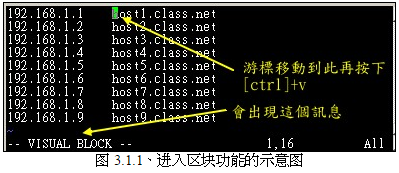 192.168.1.1 host1.class.net
192.168.1.2 host2.class.net
192.168.1.3 host3.class.net
192.168.1.4 host4.class.net
192.168.1.5 host5.class.net
192.168.1.6 host6.class.net
192.168.1.7 host7.class.net
192.168.1.8 host8.class.net
192.168.1.9 host9.class.net
游標移動到此再按下
[ctrl]+v
會出現這個訊息
~
-- VISUAL BLOCK -- 1,16 All
图 3.1.1、进入区块功能的示意图